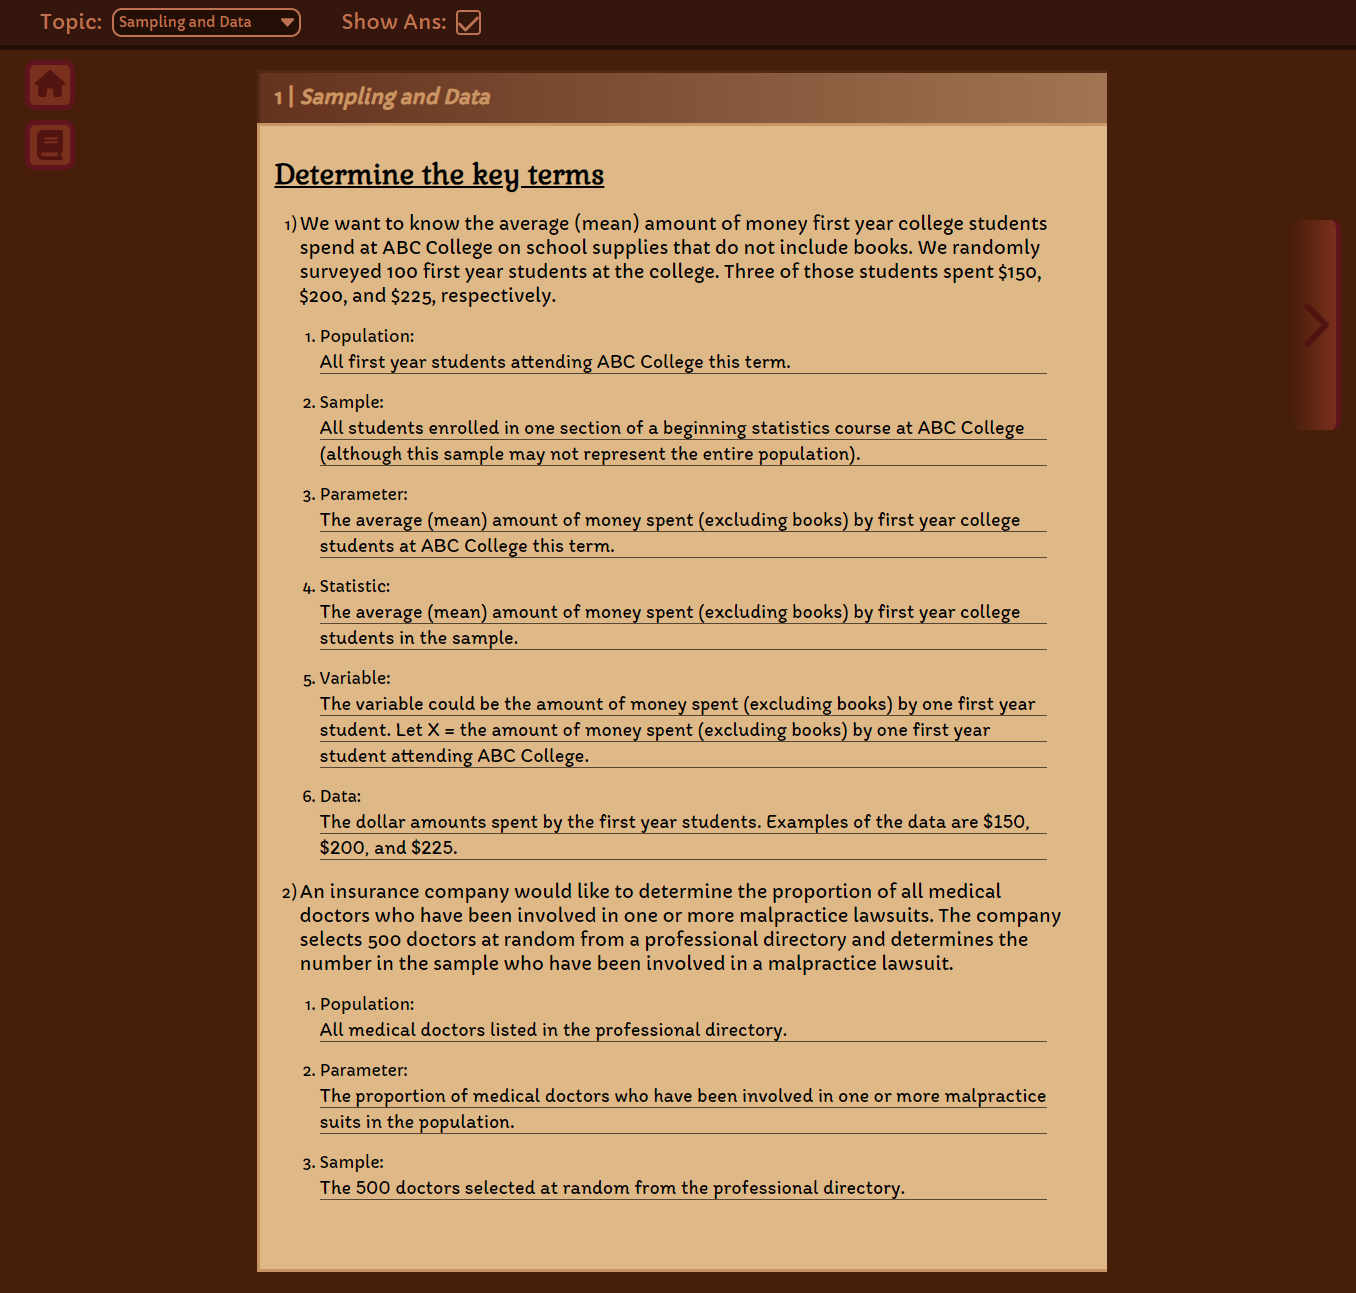 Topic: Sampling and Data Show Ans:
1 | Sampling and Data
Determine the key terms
1) We want to know the average (mean) amount of money first year college students
spend at ABC College on school supplies that do not include books. We randomly
surveyed 100 first year students at the college. Three of those students spent $150,
$200, and $225, respectively.
1. Population:
All first year students attending ABC College this term.
2. Sample:
All students enrolled in one section of a beginning statistics course at ABC College
(although this sample may not represent the entire population).
3. Parameter:
The average (mean) amount of money spent (excluding books) by first year college
students at ABC College this term.
4. Statistic:
The average (mean) amount of money spent (excluding books) by first year college
students in the sample.
5. Variable:
The variable could be the amount of money spent (excluding books) by one first year
student. Let X = the amount of money spent (excluding books) by one first year
student attending ABC College.
6. Data:
The dollar amounts spent by the first year students. Examples of the data are $150,
$200, and $225.
2) An insurance company would like to determine the proportion of all medical
doctors who have been involved in one or more malpractice lawsuits. The company
selects 500 doctors at random from a professional directory and determines the
number in the sample who have been involved in a malpractice lawsuit.
1. Population:
All medical doctors listed in the professional directory.
2. Parameter:
The proportion of medical doctors who have been involved in one or more malpractice
suits in the population.
3. Sample:
The 500 doctors selected at random from the professional directory.